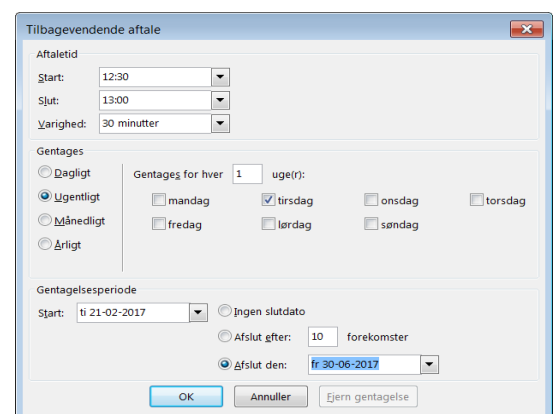 Tilbagevendende aftale
Aftaletid
Start: 12:30
Slut: 13:00
Varighed: 30 minutter
Gentages
Dagligt
Gentages for hver 1 uge(r):
Ugentligt
mandag tirsdag onsdag torsdag
Månedligt
fredag lørdag søndag
Årligt
Gentagelsesperiode
Start: ti 21-02-2017 Ingen slutdato
Afslut efter: 10 forekomster
Afslut den: fr 30-06-2017
OK Annuller Fjern gentagelse